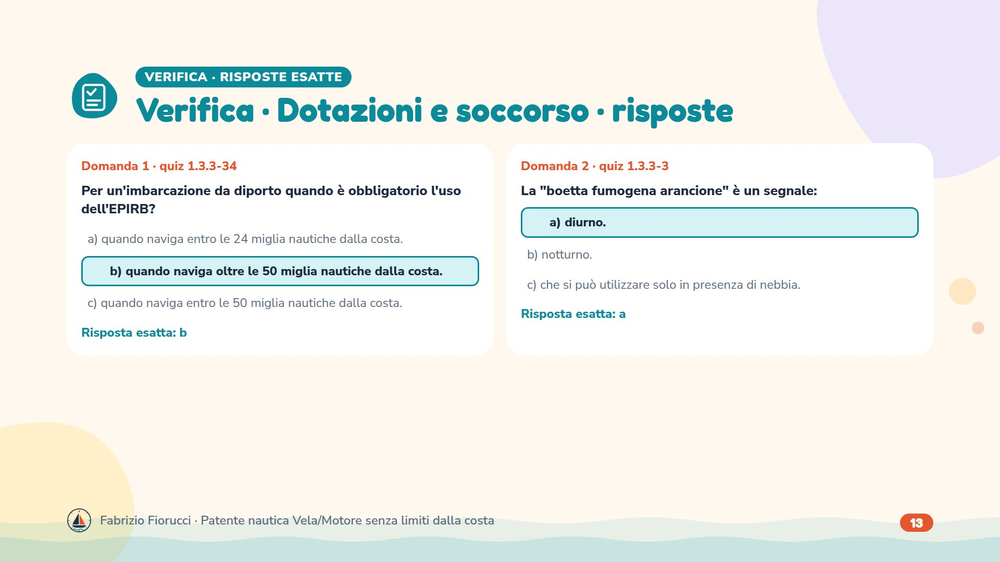 VERIFICA · RISPOSTE ESATTE
Verifica · Dotazioni e soccorso · risposte
Domanda 1 · quiz 1.3.3-34
Per un'imbarcazione da diporto quando è obbligatorio l'uso
dell'EPIRB?
a) quando naviga entro le 24 miglia nautiche dalla costa.
b) quando naviga oltre le 50 miglia nautiche dalla costa.
c) quando naviga entro le 50 miglia nautiche dalla costa.
Risposta esatta: b
Domanda 2 · quiz 1.3.3-3
La "boetta fumogena arancione" è un segnale:
a) diurno.
b) notturno.
c) che si può utilizzare solo in presenza di nebbia.
Risposta esatta: a
Fabrizio Fiorucci · Patente nautica Vela/Motore senza limiti dalla costa
13